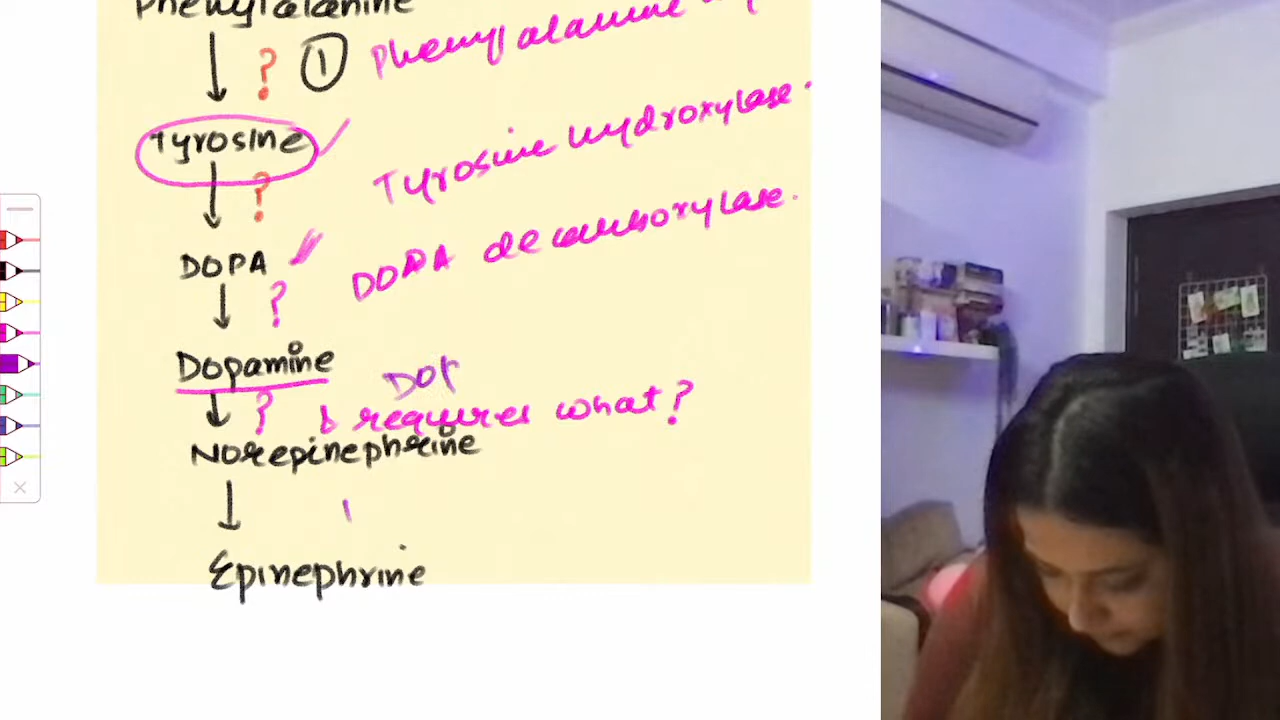 Phenylalanine
? 1 Phenylalanine
Tyrosine
? Tyrosine hydroxylase.
DOPA
? DOPA decarboxylase.
Dopamine
DOP
? requires what?
Norepinephrine
Epinephrine